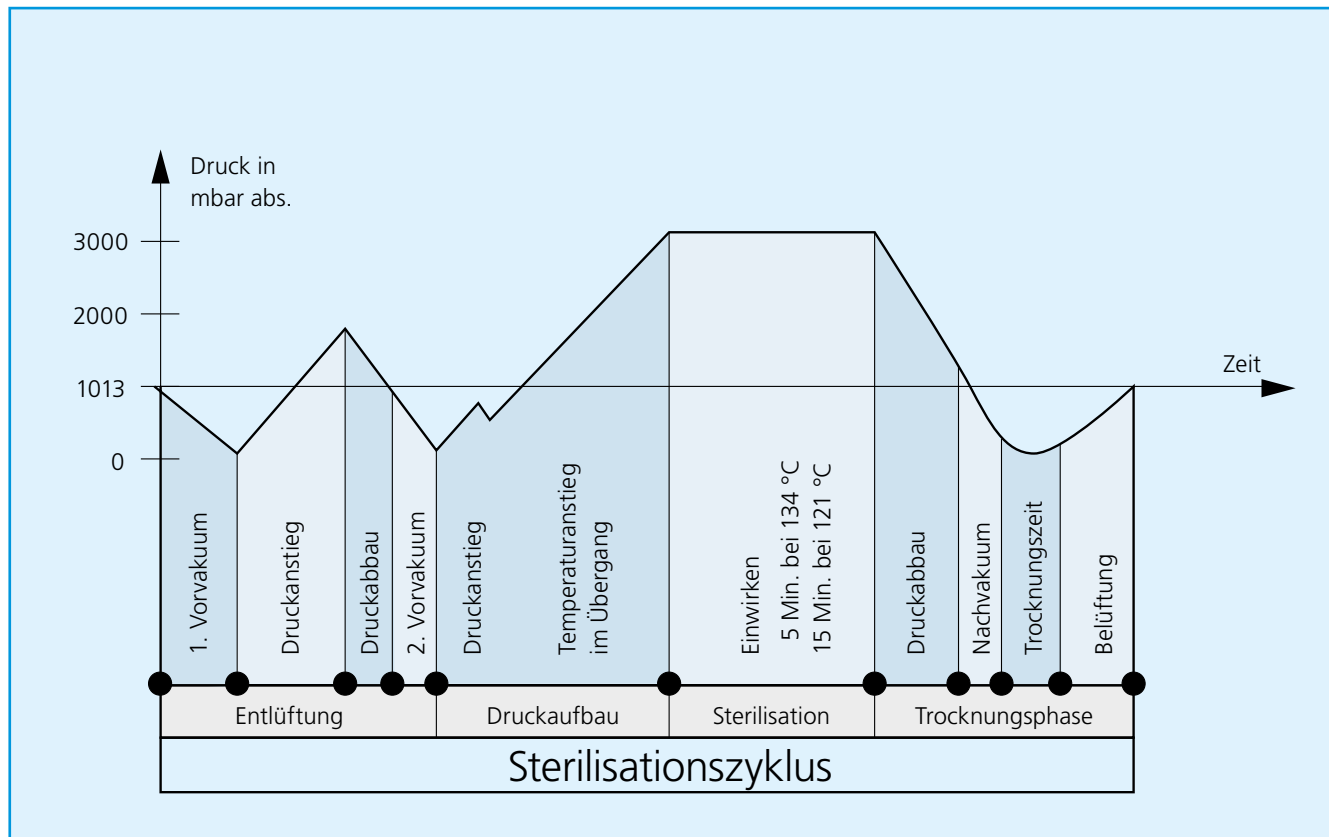 Druck in
mbar abs.
3000
2000
1013
0
Zeit
1. Vorvakuum
Druckanstieg
Druckabbau
2. Vorvakuum
Druckanstieg
Temperaturanstieg
im Übergang
Einwirken
5 Min. bei 134 °C
15 Min. bei 121 °C
Druckabbau
Nachvakuum
Trocknungszeit
Belüftung
Entlüftung
Druckaufbau
Sterilisation
Trocknungsphase
Sterilisationszyklus